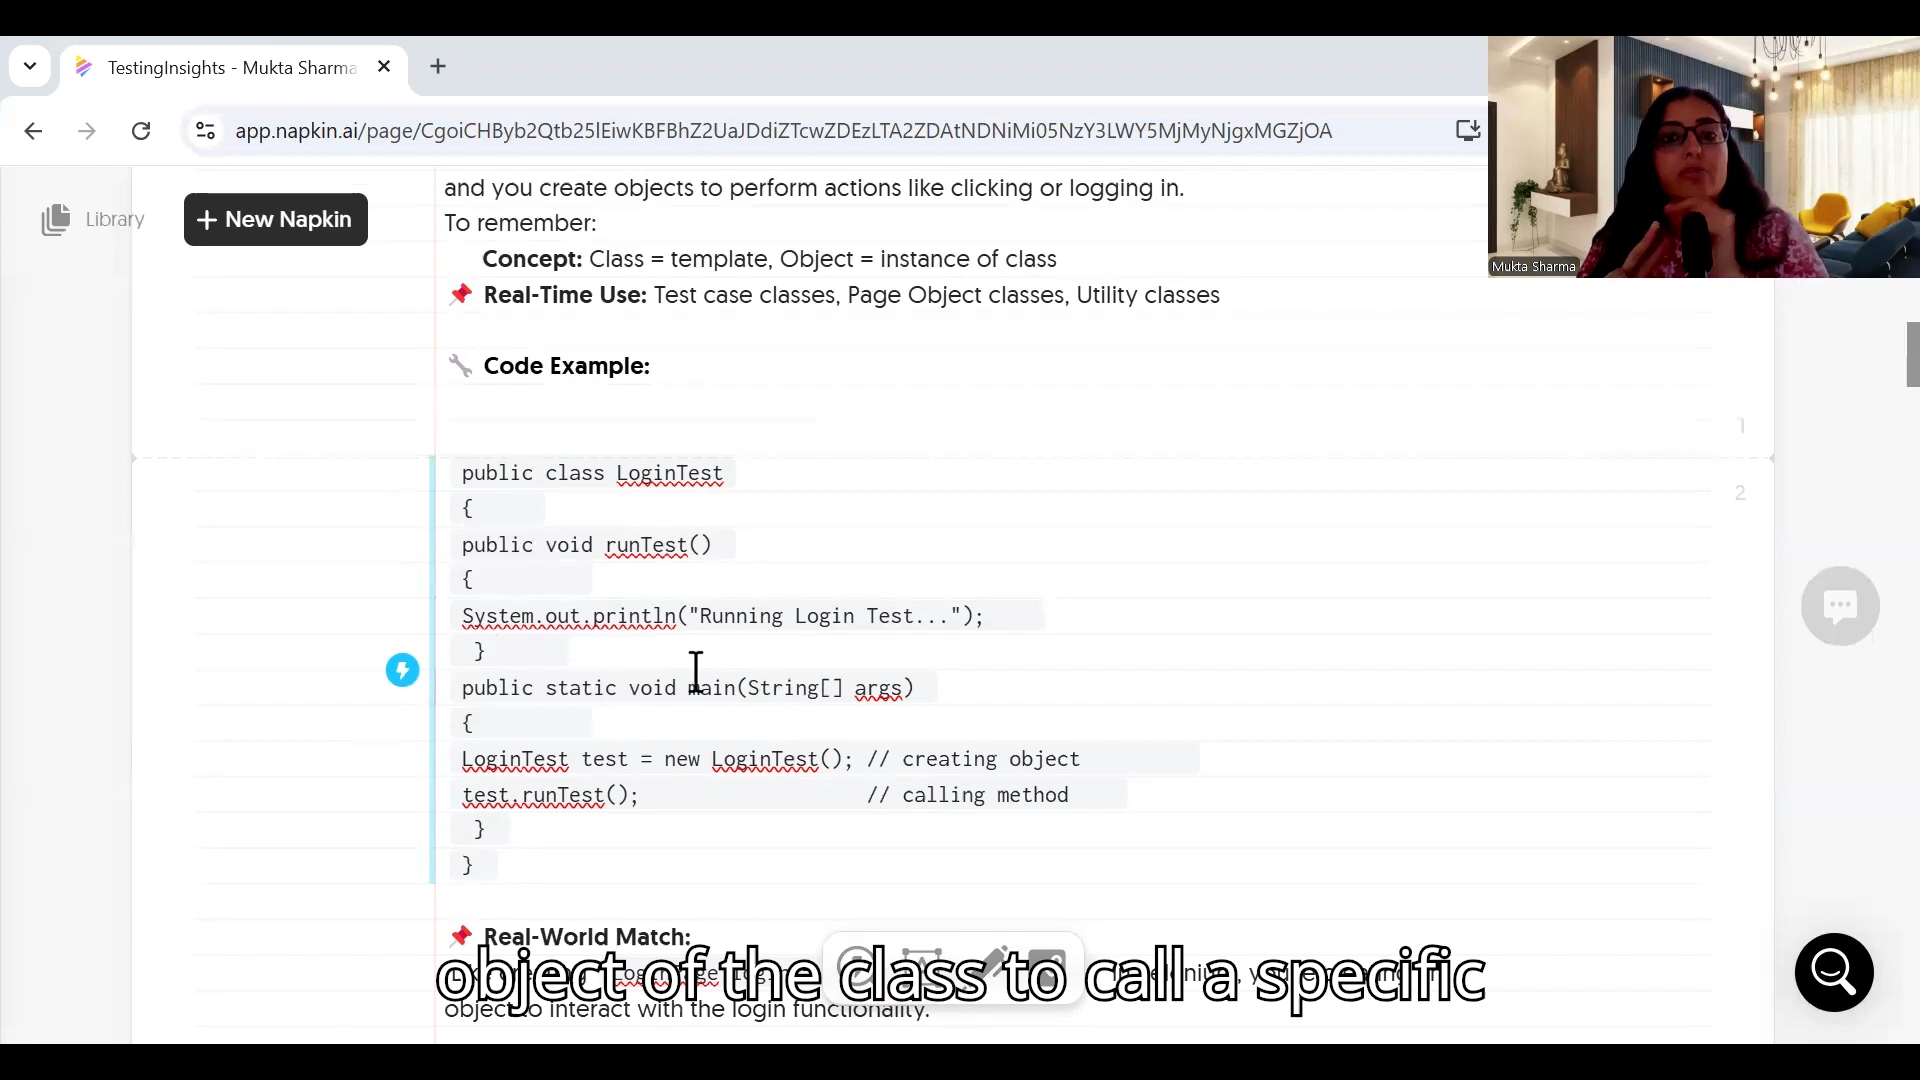 TestingInsights - Mukta Sharma
app.napkin.ai/page/CgoiCHByb2Qtb25lEiwKBFBhZ2UaJDdiZTcwZDEzLTA2ZDAtNDNiMi05NzY3LWY5MjMyNjgxMGZjOA
Mukta Sharma
Library
+ New Napkin
and you create objects to perform actions like clicking or logging in.
To remember:
Concept: Class = template, Object = instance of class
📌 Real-Time Use: Test case classes, Page Object classes, Utility classes
🔧 Code Example:
1
2
public class LoginTest
{
public void runTest()
{
System.out.println("Running Login Test...");
}
public static void main(String[] args)
{
LoginTest test = new LoginTest(); // creating object
test.runTest(); // calling method
}
}
📌 Real-World Match:
object of the class to call a specific
object to interact with the login functionality.